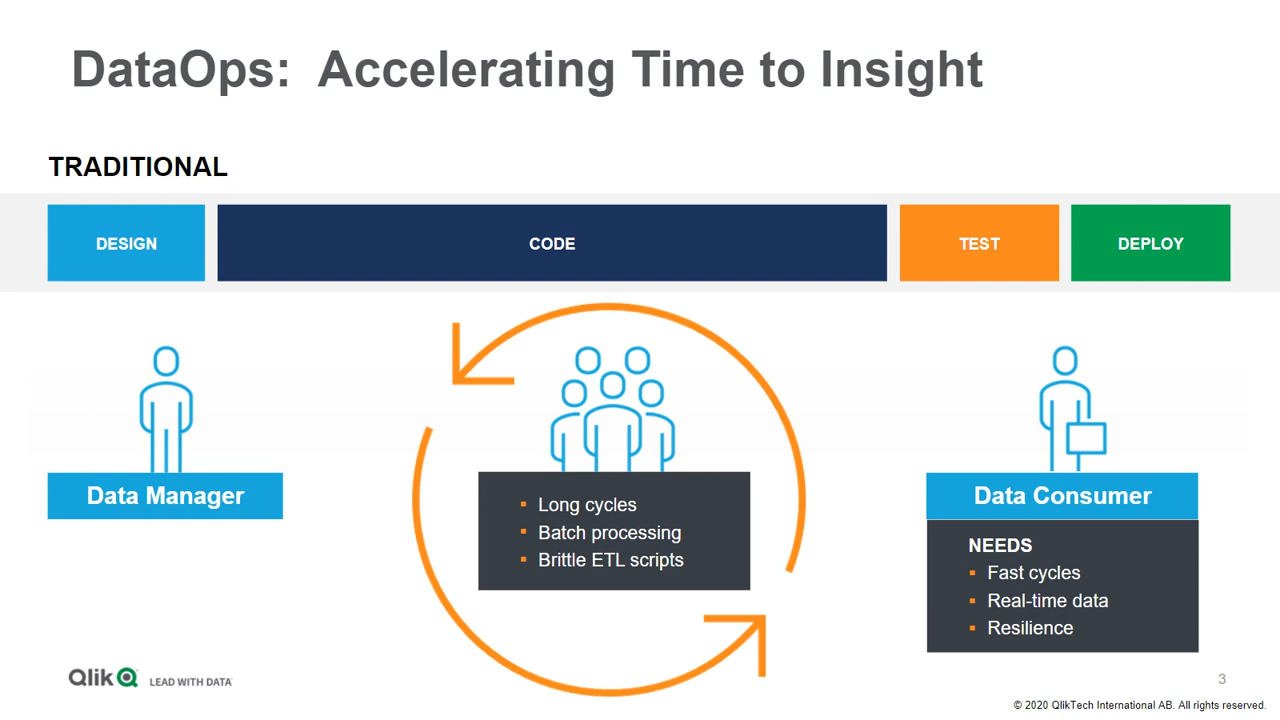 DataOps: Accelerating Time to Insight
TRADITIONAL
DESIGN
CODE
TEST
DEPLOY
Data Manager
▪ Long cycles
▪ Batch processing
▪ Brittle ETL scripts
Data Consumer
NEEDS
▪ Fast cycles
▪ Real-time data
▪ Resilience
Qlik LEAD WITH DATA
3
© 2020 QlikTech International AB. All rights reserved.